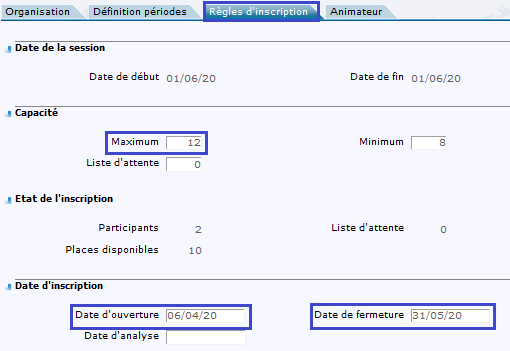 Organisation Définition périodes Règles d'inscription Animateur
Date de la session
Date de début 01/06/20 Date de fin 01/06/20
Capacité
Maximum 12 Minimum 8
Liste d'attente 0
Etat de l'inscription
Participants 2 Liste d'attente 0
Places disponibles 10
Date d'inscription
Date d'ouverture 06/04/20 Date de fermeture 31/05/20
Date d'analyse